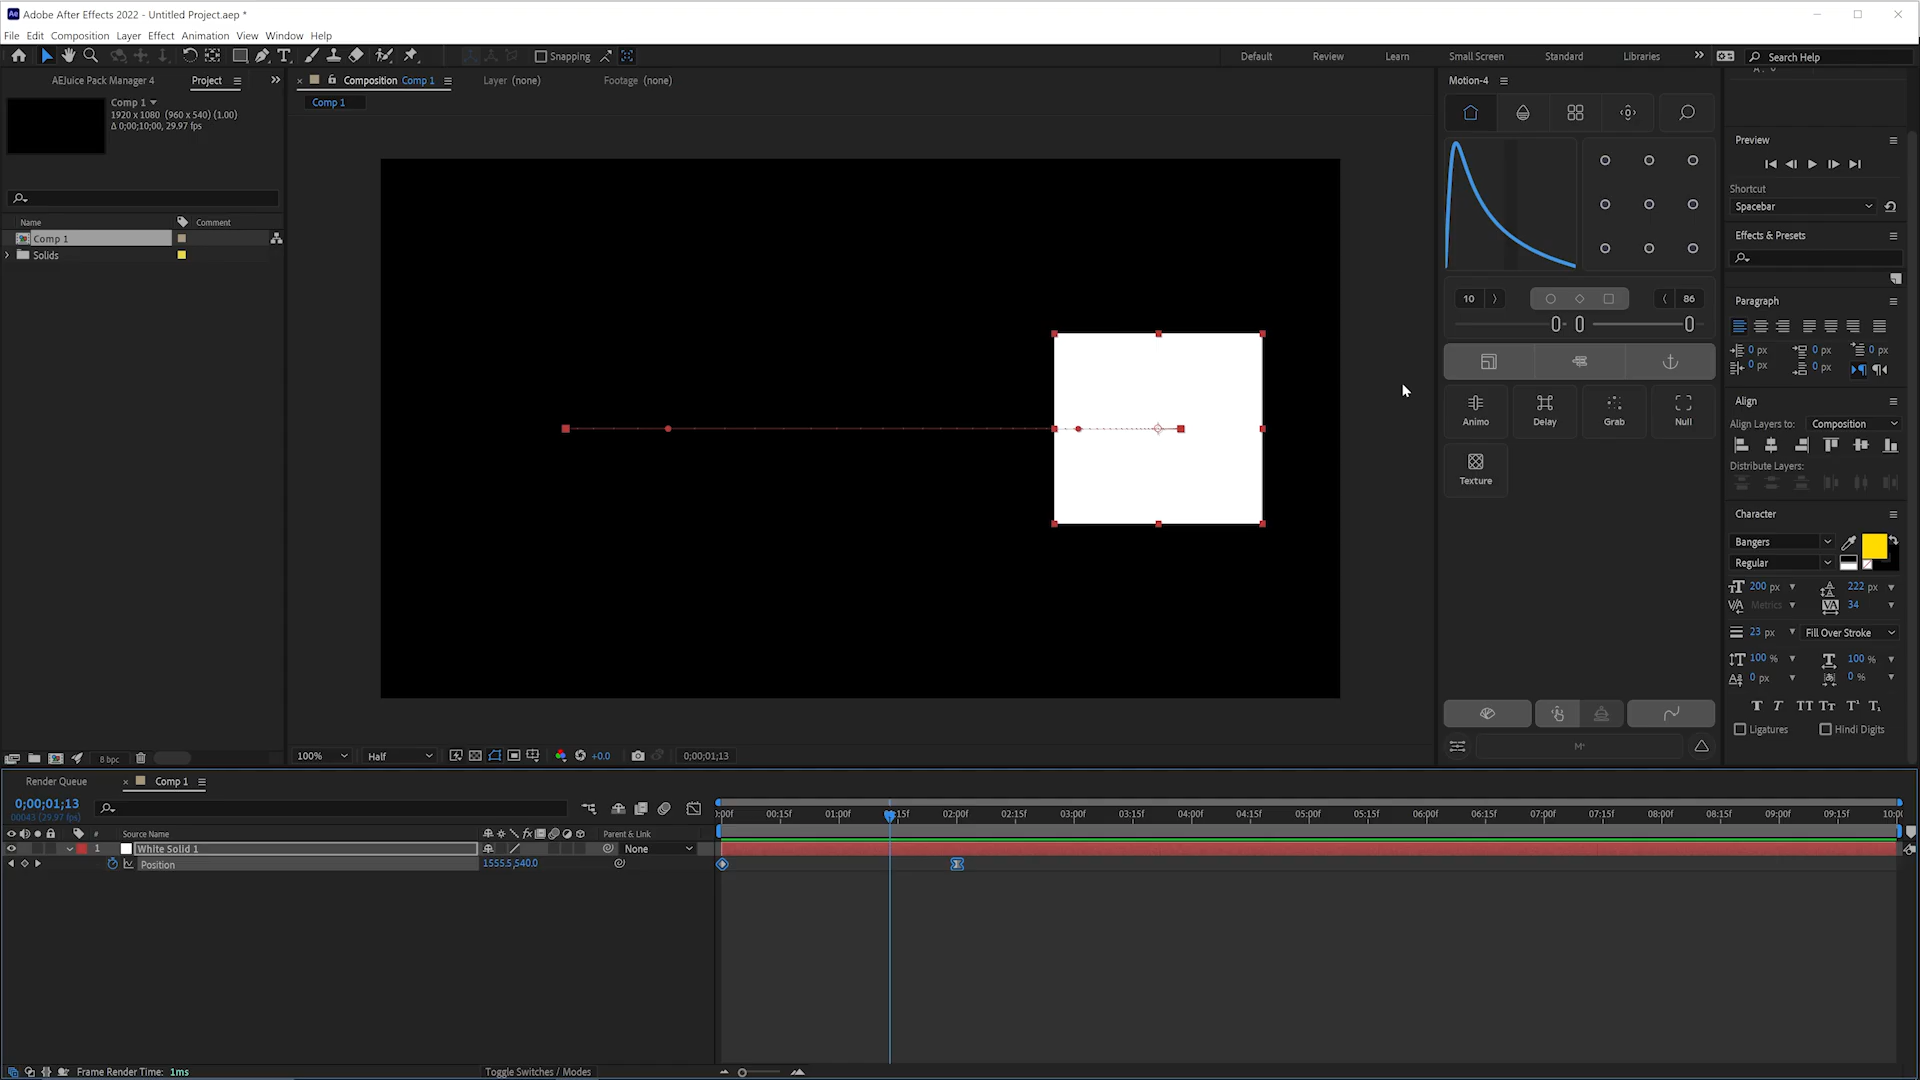 Adobe After Effects 2022 - Untitled Project.aep *
File Edit Composition Layer Effect Animation View Window Help
Snapping
Default Review Learn Small Screen Standard Libraries
Search Help
AEJuice Pack Manager 4
Project
Comp 1
1920 x 1080 (960 x 540) (1.00)
Δ 0;00;10;00, 29.97 fps
Name
Comment
Comp 1
Solids
8 bpc
Composition Comp 1
Layer (none)
Footage (none)
Comp 1
100%
Half
+0.0
0;00;01;13
Motion-4
10
86
Animo
Delay
Grab
Null
Texture
Preview
Shortcut
Spacebar
Effects & Presets
Paragraph
0 px 0 px 0 px
0 px 0 px
Align
Align Layers to: Composition
Distribute Layers:
Character
Bangers
Regular
200 px 222 px
Metrics 34
23 px Fill Over Stroke
100 % 100 %
0 px 0 %
Ligatures Hindi Digits
Render Queue
Comp 1
0;00;01;13
00043 (29.97 fps)
# Source Name
Parent & Link
1 White Solid 1
None
Position
1555.5,540.0
:00f 00:15f 01:00f :15f 02:00f 02:15f 03:00f 03:15f 04:00f 04:15f 05:00f 05:15f 06:00f 06:15f 07:00f 07:15f 08:00f 08:15f 09:00f 09:15f 10:00
Frame Render Time: 1ms
Toggle Switches / Modes